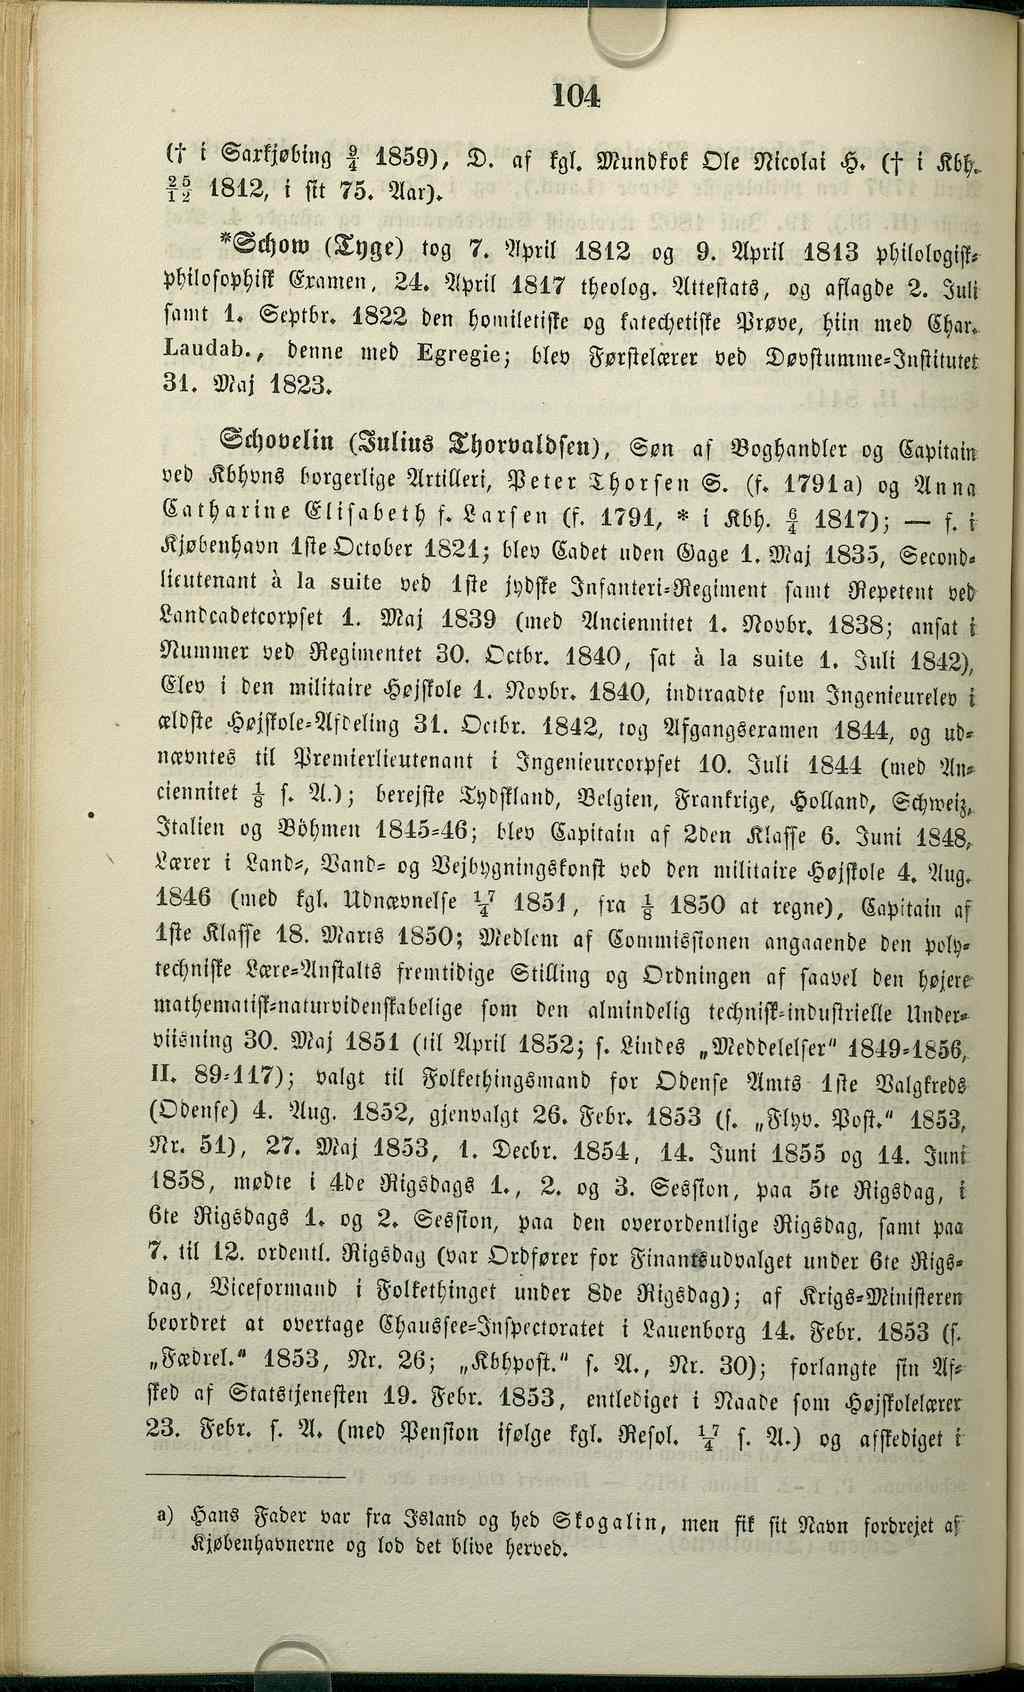 104
(† i Saxkjøbing 9/4 1859), D. af kgl. Mundkok Ole Nicolai H. († i Kbh.
25/12 1812, i sit 75. Aar).
*Schow (Tyge) tog 7. April 1812 og 9. April 1813 philologisk-
philosophisk Examen, 24. April 1817 theolog. Attestats, og aflagde 2. Juli
samt 1. Septbr. 1822 den homiletiske og katechetiske Prøve, hiin med Char.
Laudab., denne med Egregie; blev Førstelærer ved Døvstumme-Institutet
31. Maj 1823.
Schovelin (Julius Thorvaldsen), Søn af Boghandler og Capitain
ved Kbhvns borgerlige Artilleri, Peter Thorsen S. (f. 1791a) og Anna
Catharine Elisabeth f. Larsen (f. 1791, * i Kbh. 6/4 1817); — f. i
Kjøbenhavn 1ste October 1821; blev Cadet uden Gage 1. Maj 1835, Second-
lieutenant à la suite ved 1ste jydske Infanteri-Regiment samt Repetent ved
Landcadetcorpset 1. Maj 1839 (med Anciennitet 1. Novbr. 1838; ansat i
Nummer ved Regimentet 30. Octbr. 1840, sat à la suite 1. Juli 1842),
Elev i den militaire Højskole 1. Novbr. 1840, indtraadte som Ingenieurelev i
ældste Højskole-Afdeling 31. Octbr. 1842, tog Afgangsexamen 1844, og ud-
nævntes til Premierlieutenant i Ingenieurcorpset 10. Juli 1844 (med An-
ciennitet 1/8 s. A.); berejste Tydskland, Belgien, Frankrige, Holland, Schweiz,
Italien og Böhmen 1845-46; blev Capitain af 2den Klasse 6. Juni 1848,
Lærer i Land-, Vand- og Vejbygningskonst ved den militaire Højskole 4. Aug.
1846 (med kgl. Udnævnelse 17/4 1851, fra 1/8 1850 at regne), Capitain af
1ste Klasse 18. Marts 1850; Medlem af Commissionen angaaende den poly-
techniske Lære-Anstalts fremtidige Stilling og Ordningen af saavel den højere
mathematisk-naturvidenskabelige som den almindelig technisk-industrielle Under-
viisning 30. Maj 1851 (til April 1852; s. Lindes „Meddelelser" 1849-1856,
II. 89-117); valgt til Folkethingsmand for Odense Amts 1ste Valgkreds
(Odense) 4. Aug. 1852, gjenvalgt 26. Febr. 1853 (s. „Flyv. Post." 1853,
Nr. 51), 27. Maj 1853, 1. Decbr. 1854, 14. Juni 1855 og 14. Juni
1858, mødte i 4de Rigsdags 1., 2. og 3. Session, paa 5te Rigsdag, i
6te Rigsdags 1. og 2. Session, paa den overordentlige Rigsdag, samt paa
7. til 12. ordentl. Rigsdag (var Ordfører for Finantsudvalget under 6te Rigs-
dag, Viceformand i Folkethinget under 8de Rigsdag); af Krigs-Ministeren
beordret at overtage Chaussee-Inspectoratet i Lauenborg 14. Febr. 1853 (s.
„Fædrel." 1853, Nr. 26; „Kbhpost." s. A., Nr. 30); forlangte sin Af-
sked af Statstjenesten 19. Febr. 1853, entlediget i Naade som Højskolelærer
23. Febr. s. A. (med Pension ifølge kgl. Resol. 17/4 s. A.) og afskediget i
a) Hans Fader var fra Island og hed Skogalin, men fik sit Navn fordrejet af
Kjøbenhavnerne og lod det blive herved.